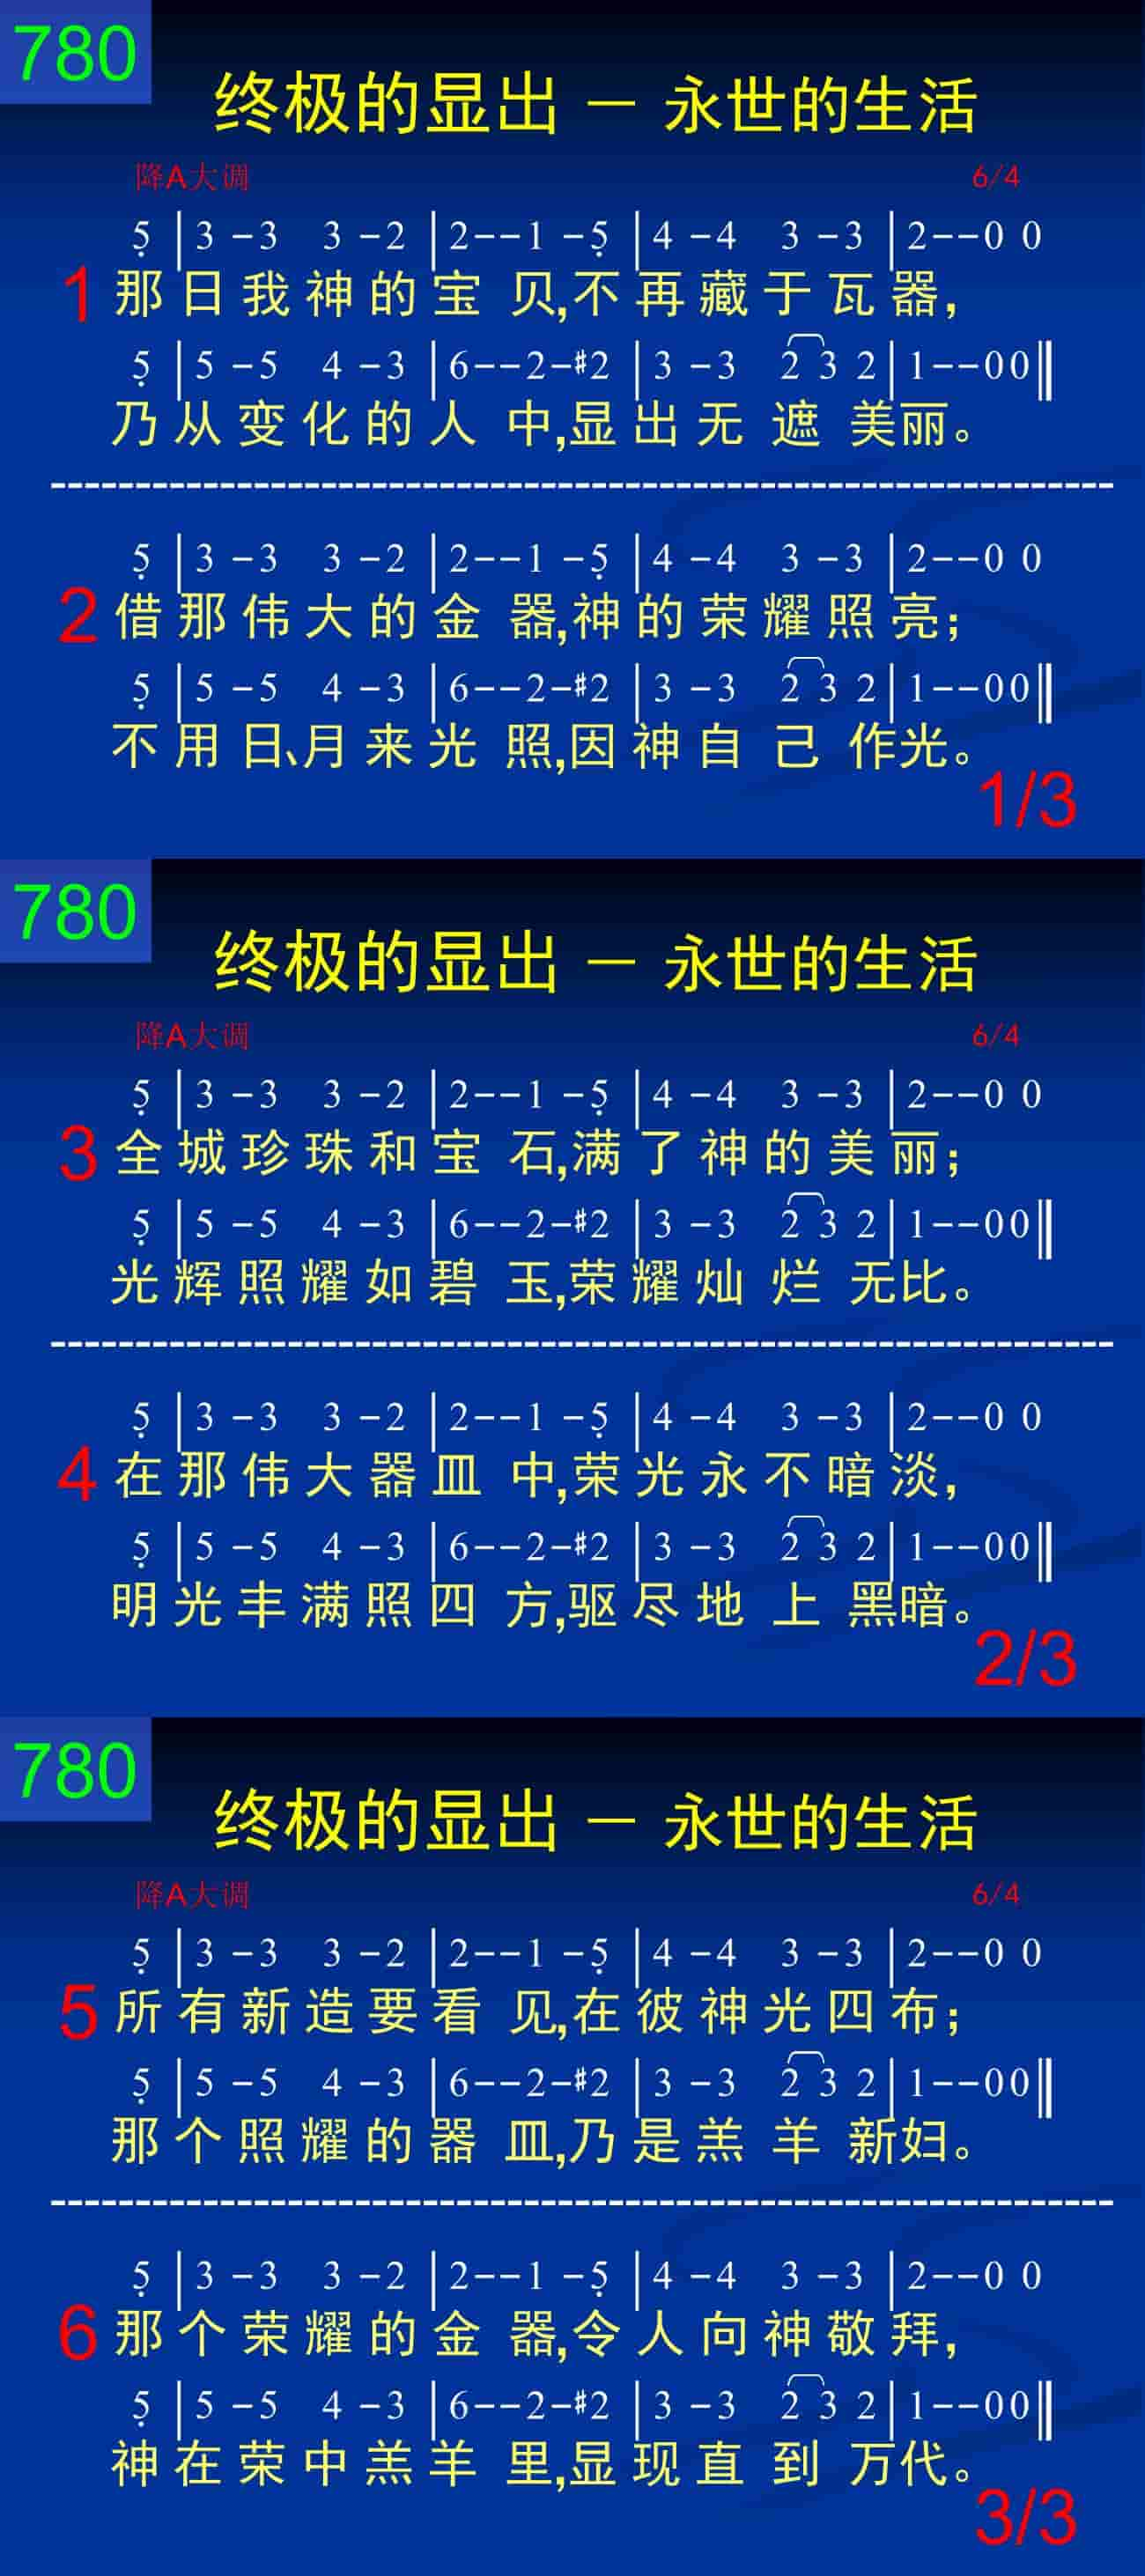 780
终极的显出 － 永世的生活
降A大调 6/4
5̣ |3 -3 3 -2 |2--1 -5̣ |4 -4 3 -3 |2--0 0
1 那日我神的宝贝,不再藏于瓦器,
5̣ |5 -5 4 -3 |6--2-#2 |3 -3 2 3 2|1--00‖
乃从变化的人中,显出无遮美丽。
5̣ |3 -3 3 -2 |2--1 -5̣ |4 -4 3 -3 |2--0 0
2 借那伟大的金器,神的荣耀照亮;
5̣ |5 -5 4 -3 |6--2-#2 |3 -3 2 3 2|1--00‖
不用日、月来光照,因神自己作光。
1/3
780
终极的显出 － 永世的生活
降A大调 6/4
5̣ |3 -3 3 -2 |2--1 -5̣ |4 -4 3 -3 |2--0 0
3 全城珍珠和宝石,满了神的美丽;
5̣ |5 -5 4 -3 |6--2-#2 |3 -3 2 3 2|1--00‖
光辉照耀如碧玉,荣耀灿烂无比。
5̣ |3 -3 3 -2 |2--1 -5̣ |4 -4 3 -3 |2--0 0
4 在那伟大器皿中,荣光永不暗淡,
5̣ |5 -5 4 -3 |6--2-#2 |3 -3 2 3 2|1--00‖
明光丰满照四方,驱尽地上黑暗。
2/3
780
终极的显出 － 永世的生活
降A大调 6/4
5̣ |3 -3 3 -2 |2--1 -5̣ |4 -4 3 -3 |2--0 0
5 所有新造要看见,在彼神光四布;
5̣ |5 -5 4 -3 |6--2-#2 |3 -3 2 3 2|1--00‖
那个照耀的器皿,乃是羔羊新妇。
5̣ |3 -3 3 -2 |2--1 -5̣ |4 -4 3 -3 |2--0 0
6 那个荣耀的金器,令人向神敬拜,
5̣ |5 -5 4 -3 |6--2-#2 |3 -3 2 3 2|1--00‖
神在荣中羔羊里,显现直到万代。
3/3